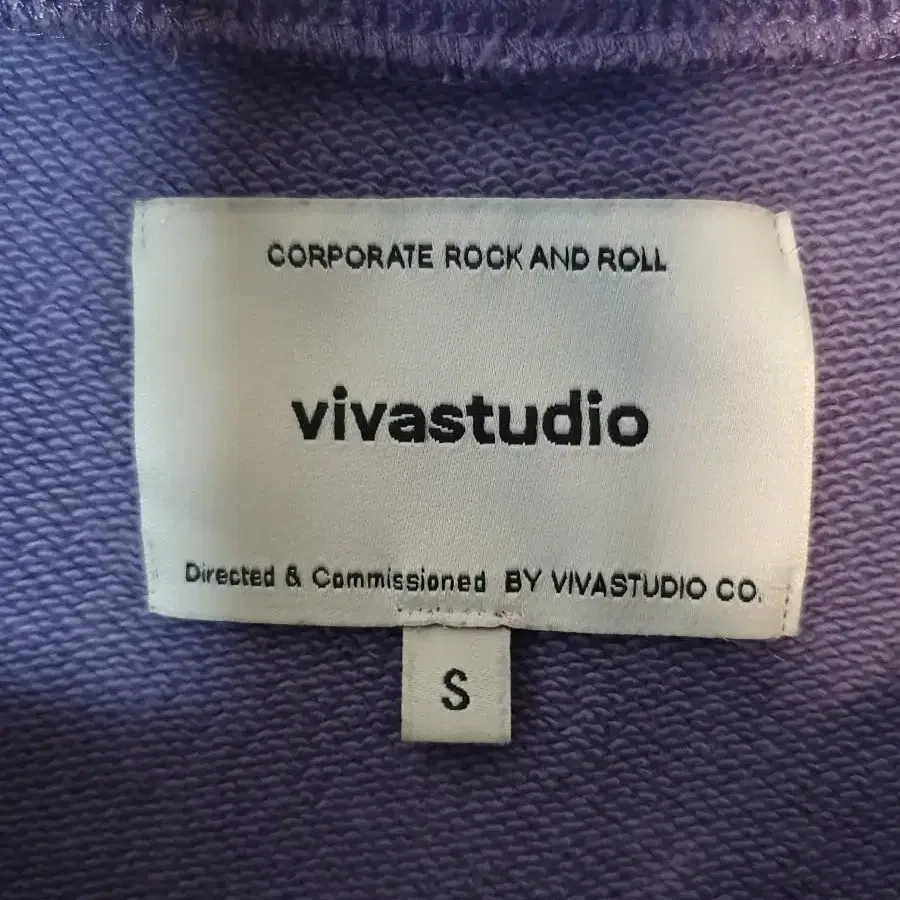 CORPORATE ROCK AND ROLL
vivastudio
Directed & Commissioned BY VIVASTUDIO CO.
S